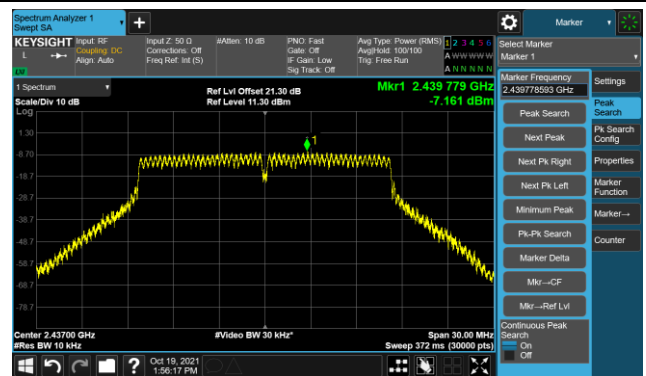 Spectrum Analyzer 1
Swept SA
+
Marker
KEYSIGHT
L
LW
Input: RF
Coupling: DC
Align: Auto
Input Z: 50 Ω
Corrections: Off
Freq Ref: Int (S)
#Atten: 10 dB
PNO: Fast
Gate: Off
IF Gain: Low
Sig Track: Off
Avg Type: Power (RMS)
Avg|Hold: 100/100
Trig: Free Run
1 2 3 4 5 6
A W W W W W
A N N N N N
Select Marker
Marker 1
1 Spectrum
Scale/Div 10 dB
Log
Ref Lvl Offset 21.30 dB
Ref Level 11.30 dBm
Mkr1 2.439 779 GHz
-7.161 dBm
1
1.30
-8.70
-18.7
-28.7
-38.7
-48.7
-58.7
-68.7
-78.7
Center 2.43700 GHz
#Res BW 10 kHz
#Video BW 30 kHz*
Span 30.00 MHz
Sweep 372 ms (30000 pts)
Marker Frequency
2.439778593 GHz
Peak Search
Next Peak
Next Pk Right
Next Pk Left
Minimum Peak
Pk-Pk Search
Marker Delta
Mkr→CF
Mkr→Ref Lvl
Continuous Peak
Search
On
Off
Settings
Peak
Search
Pk Search
Config
Properties
Marker
Function
Marker→
Counter
?
Oct 19, 2021
1:56:17 PM